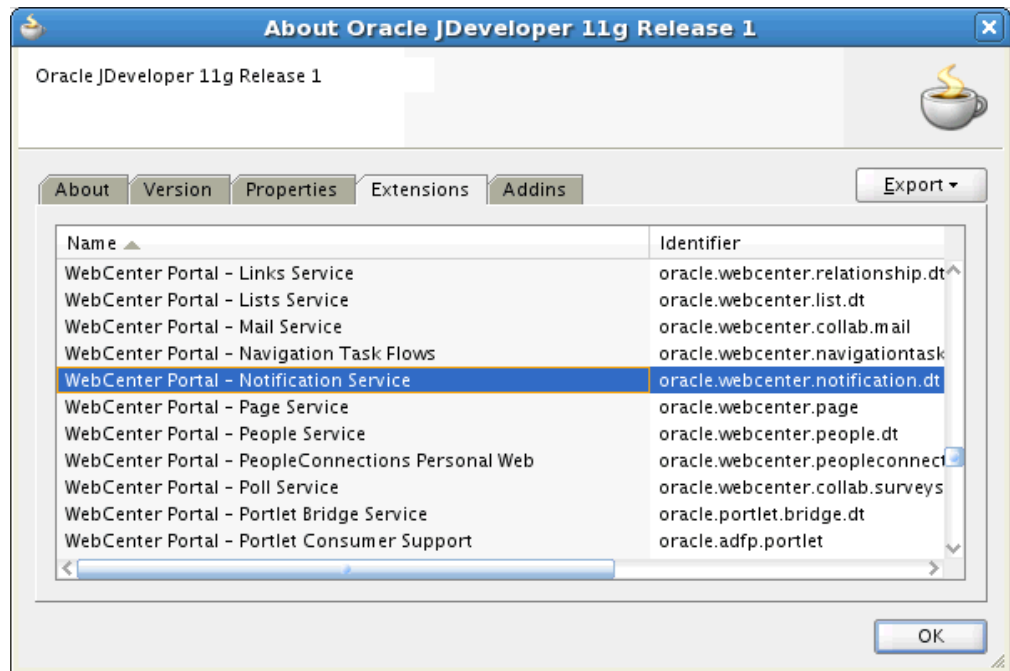 About Oracle JDeveloper 11g Release 1
Oracle JDeveloper 11g Release 1
About Version Properties Extensions Addins Export
Name Identifier
WebCenter Portal – Links Service oracle.webcenter.relationship.dt
WebCenter Portal – Lists Service oracle.webcenter.list.dt
WebCenter Portal – Mail Service oracle.webcenter.collab.mail
WebCenter Portal – Navigation Task Flows oracle.webcenter.navigationtask
WebCenter Portal – Notification Service oracle.webcenter.notification.dt
WebCenter Portal – Page Service oracle.webcenter.page
WebCenter Portal – People Service oracle.webcenter.people.dt
WebCenter Portal – PeopleConnections Personal Web oracle.webcenter.peopleconnect
WebCenter Portal – Poll Service oracle.webcenter.collab.surveys
WebCenter Portal – Portlet Bridge Service oracle.portlet.bridge.dt
WebCenter Portal – Portlet Consumer Support oracle.adfp.portlet
OK